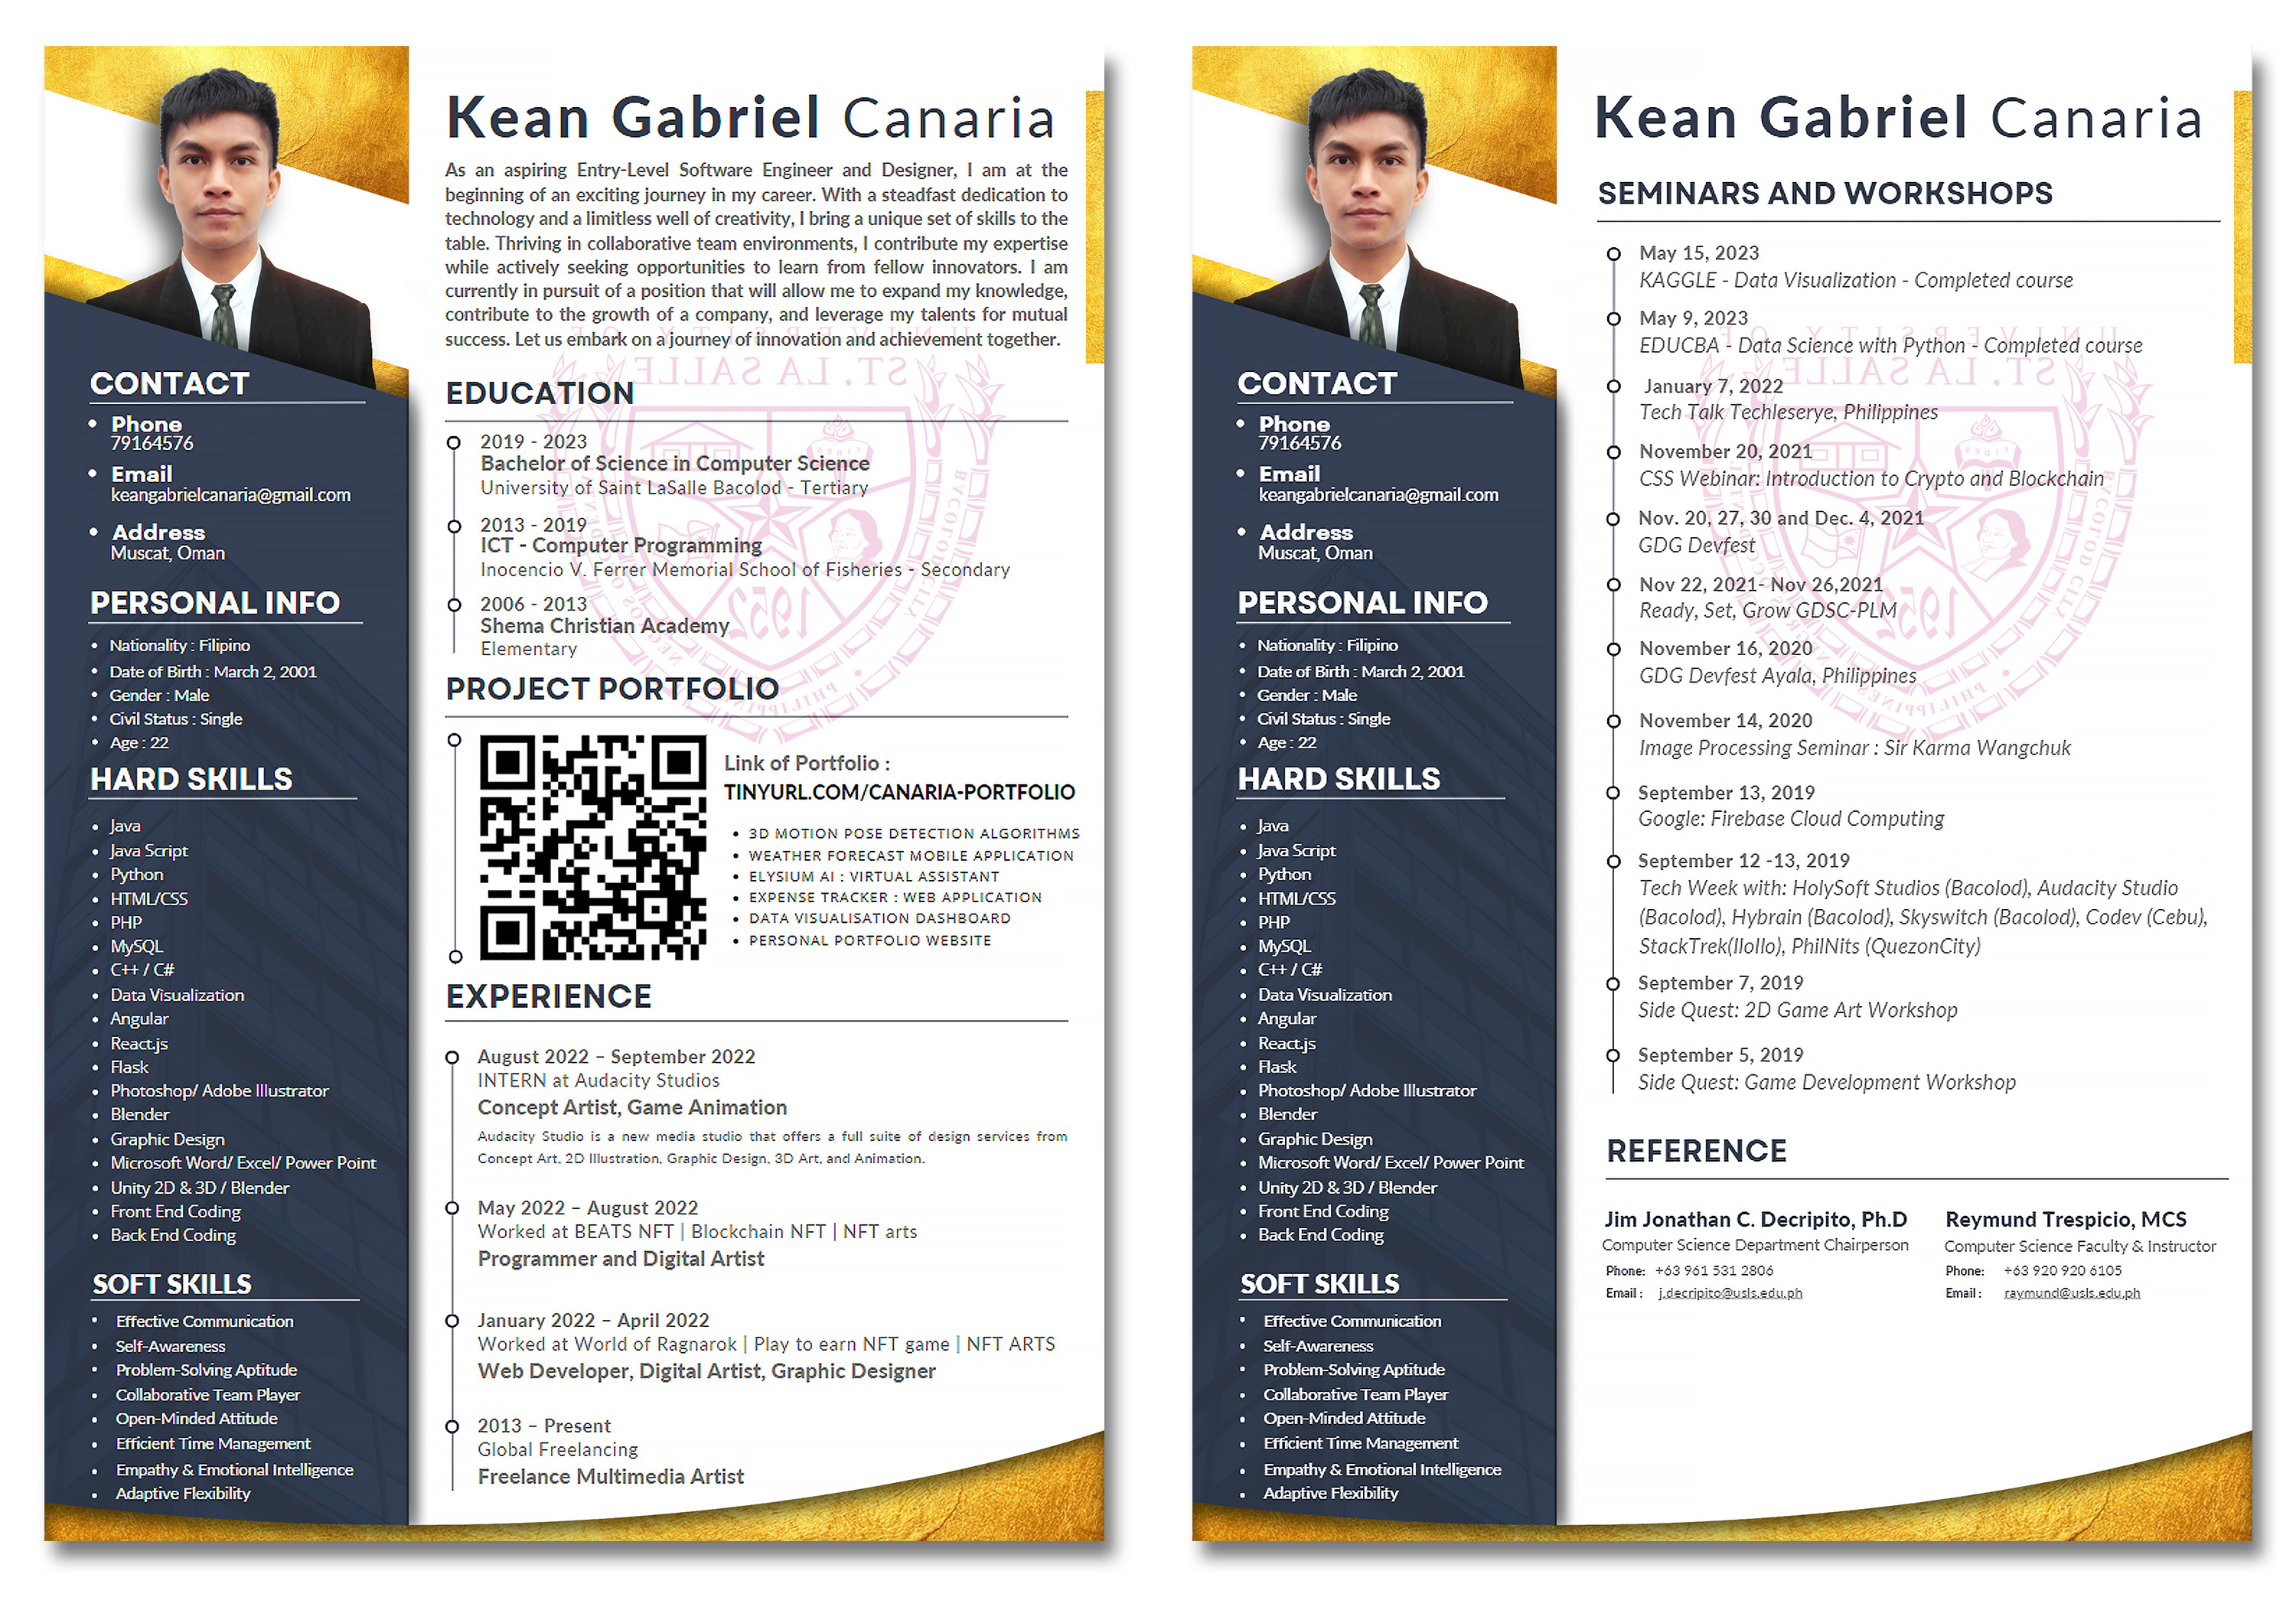 Kean Gabriel Canaria
As an aspiring Entry-Level Software Engineer and Designer, I am at the
beginning of an exciting journey in my career. With a steadfast dedication to
technology and a limitless well of creativity, I bring a unique set of skills to the
table. Thriving in collaborative team environments, I contribute my expertise
while actively seeking opportunities to learn from fellow innovators. I am
currently in pursuit of a position that will allow me to expand my knowledge,
contribute to the growth of a company, and leverage my talents for mutual
success. Let us embark on a journey of innovation and achievement together.
CONTACT
• Phone
79164576
• Email
keangabrielcanaria@gmail.com
• Address
Muscat, Oman
PERSONAL INFO
• Nationality : Filipino
• Date of Birth : March 2, 2001
• Gender : Male
• Civil Status : Single
• Age : 22
HARD SKILLS
• Java
• Java Script
• Python
• HTML/CSS
• PHP
• MySQL
• C++ / C#
• Data Visualization
• Angular
• React.js
• Flask
• Photoshop/ Adobe Illustrator
• Blender
• Graphic Design
• Microsoft Word/ Excel/ Power Point
• Unity 2D & 3D / Blender
• Front End Coding
• Back End Coding
SOFT SKILLS
• Effective Communication
• Self-Awareness
• Problem-Solving Aptitude
• Collaborative Team Player
• Open-Minded Attitude
• Efficient Time Management
• Empathy & Emotional Intelligence
• Adaptive Flexibility
EDUCATION
2019 - 2023
Bachelor of Science in Computer Science
University of Saint LaSalle Bacolod - Tertiary
2013 - 2019
ICT - Computer Programming
Inocencio V. Ferrer Memorial School of Fisheries - Secondary
2006 - 2013
Shema Christian Academy
Elementary
PROJECT PORTFOLIO
Link of Portfolio :
TINYURL.COM/CANARIA-PORTFOLIO
• 3D MOTION POSE DETECTION ALGORITHMS
• WEATHER FORECAST MOBILE APPLICATION
• ELYSIUM AI : VIRTUAL ASSISTANT
• EXPENSE TRACKER : WEB APPLICATION
• DATA VISUALISATION DASHBOARD
• PERSONAL PORTFOLIO WEBSITE
EXPERIENCE
August 2022 – September 2022
INTERN at Audacity Studios
Concept Artist, Game Animation
Audacity Studio is a new media studio that offers a full suite of design services from
Concept Art, 2D Illustration, Graphic Design, 3D Art, and Animation.
May 2022 – August 2022
Worked at BEATS NFT | Blockchain NFT | NFT arts
Programmer and Digital Artist
January 2022 – April 2022
Worked at World of Ragnarok | Play to earn NFT game | NFT ARTS
Web Developer, Digital Artist, Graphic Designer
2013 – Present
Global Freelancing
Freelance Multimedia Artist
UNIVERSITY OF
ST. LA SALLE
BACOLOD CITY
1952
Kean Gabriel Canaria
CONTACT
• Phone
79164576
• Email
keangabrielcanaria@gmail.com
• Address
Muscat, Oman
PERSONAL INFO
• Nationality : Filipino
• Date of Birth : March 2, 2001
• Gender : Male
• Civil Status : Single
• Age : 22
HARD SKILLS
• Java
• Java Script
• Python
• HTML/CSS
• PHP
• MySQL
• C++ / C#
• Data Visualization
• Angular
• React.js
• Flask
• Photoshop/ Adobe Illustrator
• Blender
• Graphic Design
• Microsoft Word/ Excel/ Power Point
• Unity 2D & 3D / Blender
• Front End Coding
• Back End Coding
SOFT SKILLS
• Effective Communication
• Self-Awareness
• Problem-Solving Aptitude
• Collaborative Team Player
• Open-Minded Attitude
• Efficient Time Management
• Empathy & Emotional Intelligence
• Adaptive Flexibility
SEMINARS AND WORKSHOPS
May 15, 2023
KAGGLE - Data Visualization - Completed course
May 9, 2023
EDUCBA - Data Science with Python - Completed course
January 7, 2022
Tech Talk Techleserye, Philippines
November 20, 2021
CSS Webinar: Introduction to Crypto and Blockchain
Nov. 20, 27, 30 and Dec. 4, 2021
GDG Devfest
Nov 22, 2021- Nov 26,2021
Ready, Set, Grow GDSC-PLM
November 16, 2020
GDG Devfest Ayala, Philippines
November 14, 2020
Image Processing Seminar : Sir Karma Wangchuk
September 13, 2019
Google: Firebase Cloud Computing
September 12 -13, 2019
Tech Week with: HolySoft Studios (Bacolod), Audacity Studio
(Bacolod), Hybrain (Bacolod), Skyswitch (Bacolod), Codev (Cebu),
StackTrek(Ilollo), PhilNits (QuezonCity)
September 7, 2019
Side Quest: 2D Game Art Workshop
September 5, 2019
Side Quest: Game Development Workshop
REFERENCE
Jim Jonathan C. Decripito, Ph.D
Computer Science Department Chairperson
Phone: +63 961 531 2806
Email : j.decripito@usls.edu.ph
Reymund Trespicio, MCS
Computer Science Faculty & Instructor
Phone: +63 920 920 6105
Email : raymund@usls.edu.ph
UNIVERSITY OF
ST. LA SALLE
BACOLOD CITY
1952